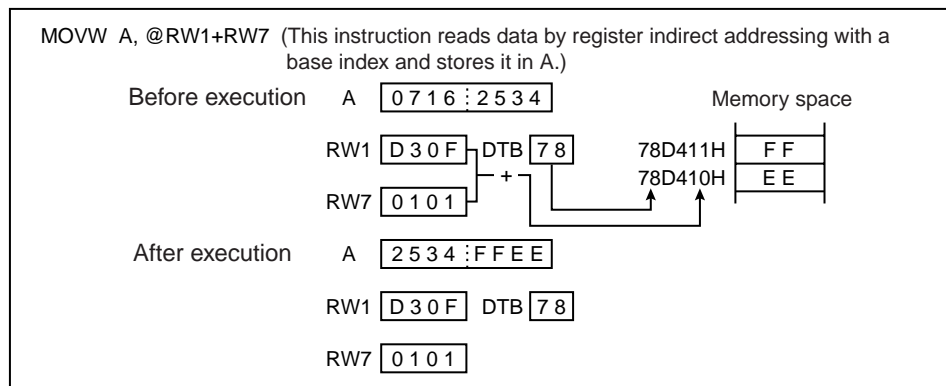 MOVW A, @RW1+RW7 (This instruction reads data by register indirect addressing with a
base index and stores it in A.)
Before execution A 0716 2534 Memory space
RW1 D30F DTB 78 78D411H FF
+ 78D410H EE
RW7 0101
After execution A 2534 FFEE
RW1 D30F DTB 78
RW7 0101